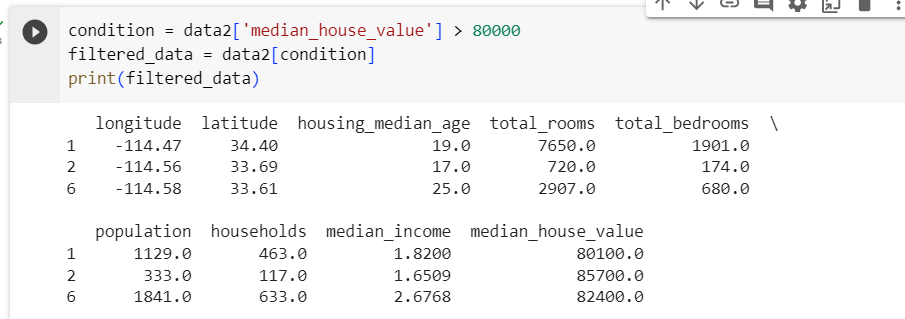 condition = data2['median_house_value'] > 80000
filtered_data = data2[condition]
print(filtered_data)
longitude latitude housing_median_age total_rooms total_bedrooms \
1 -114.47 34.40 19.0 7650.0 1901.0
2 -114.56 33.69 17.0 720.0 174.0
6 -114.58 33.61 25.0 2907.0 680.0
population households median_income median_house_value
1 1129.0 463.0 1.8200 80100.0
2 333.0 117.0 1.6509 85700.0
6 1841.0 633.0 2.6768 82400.0